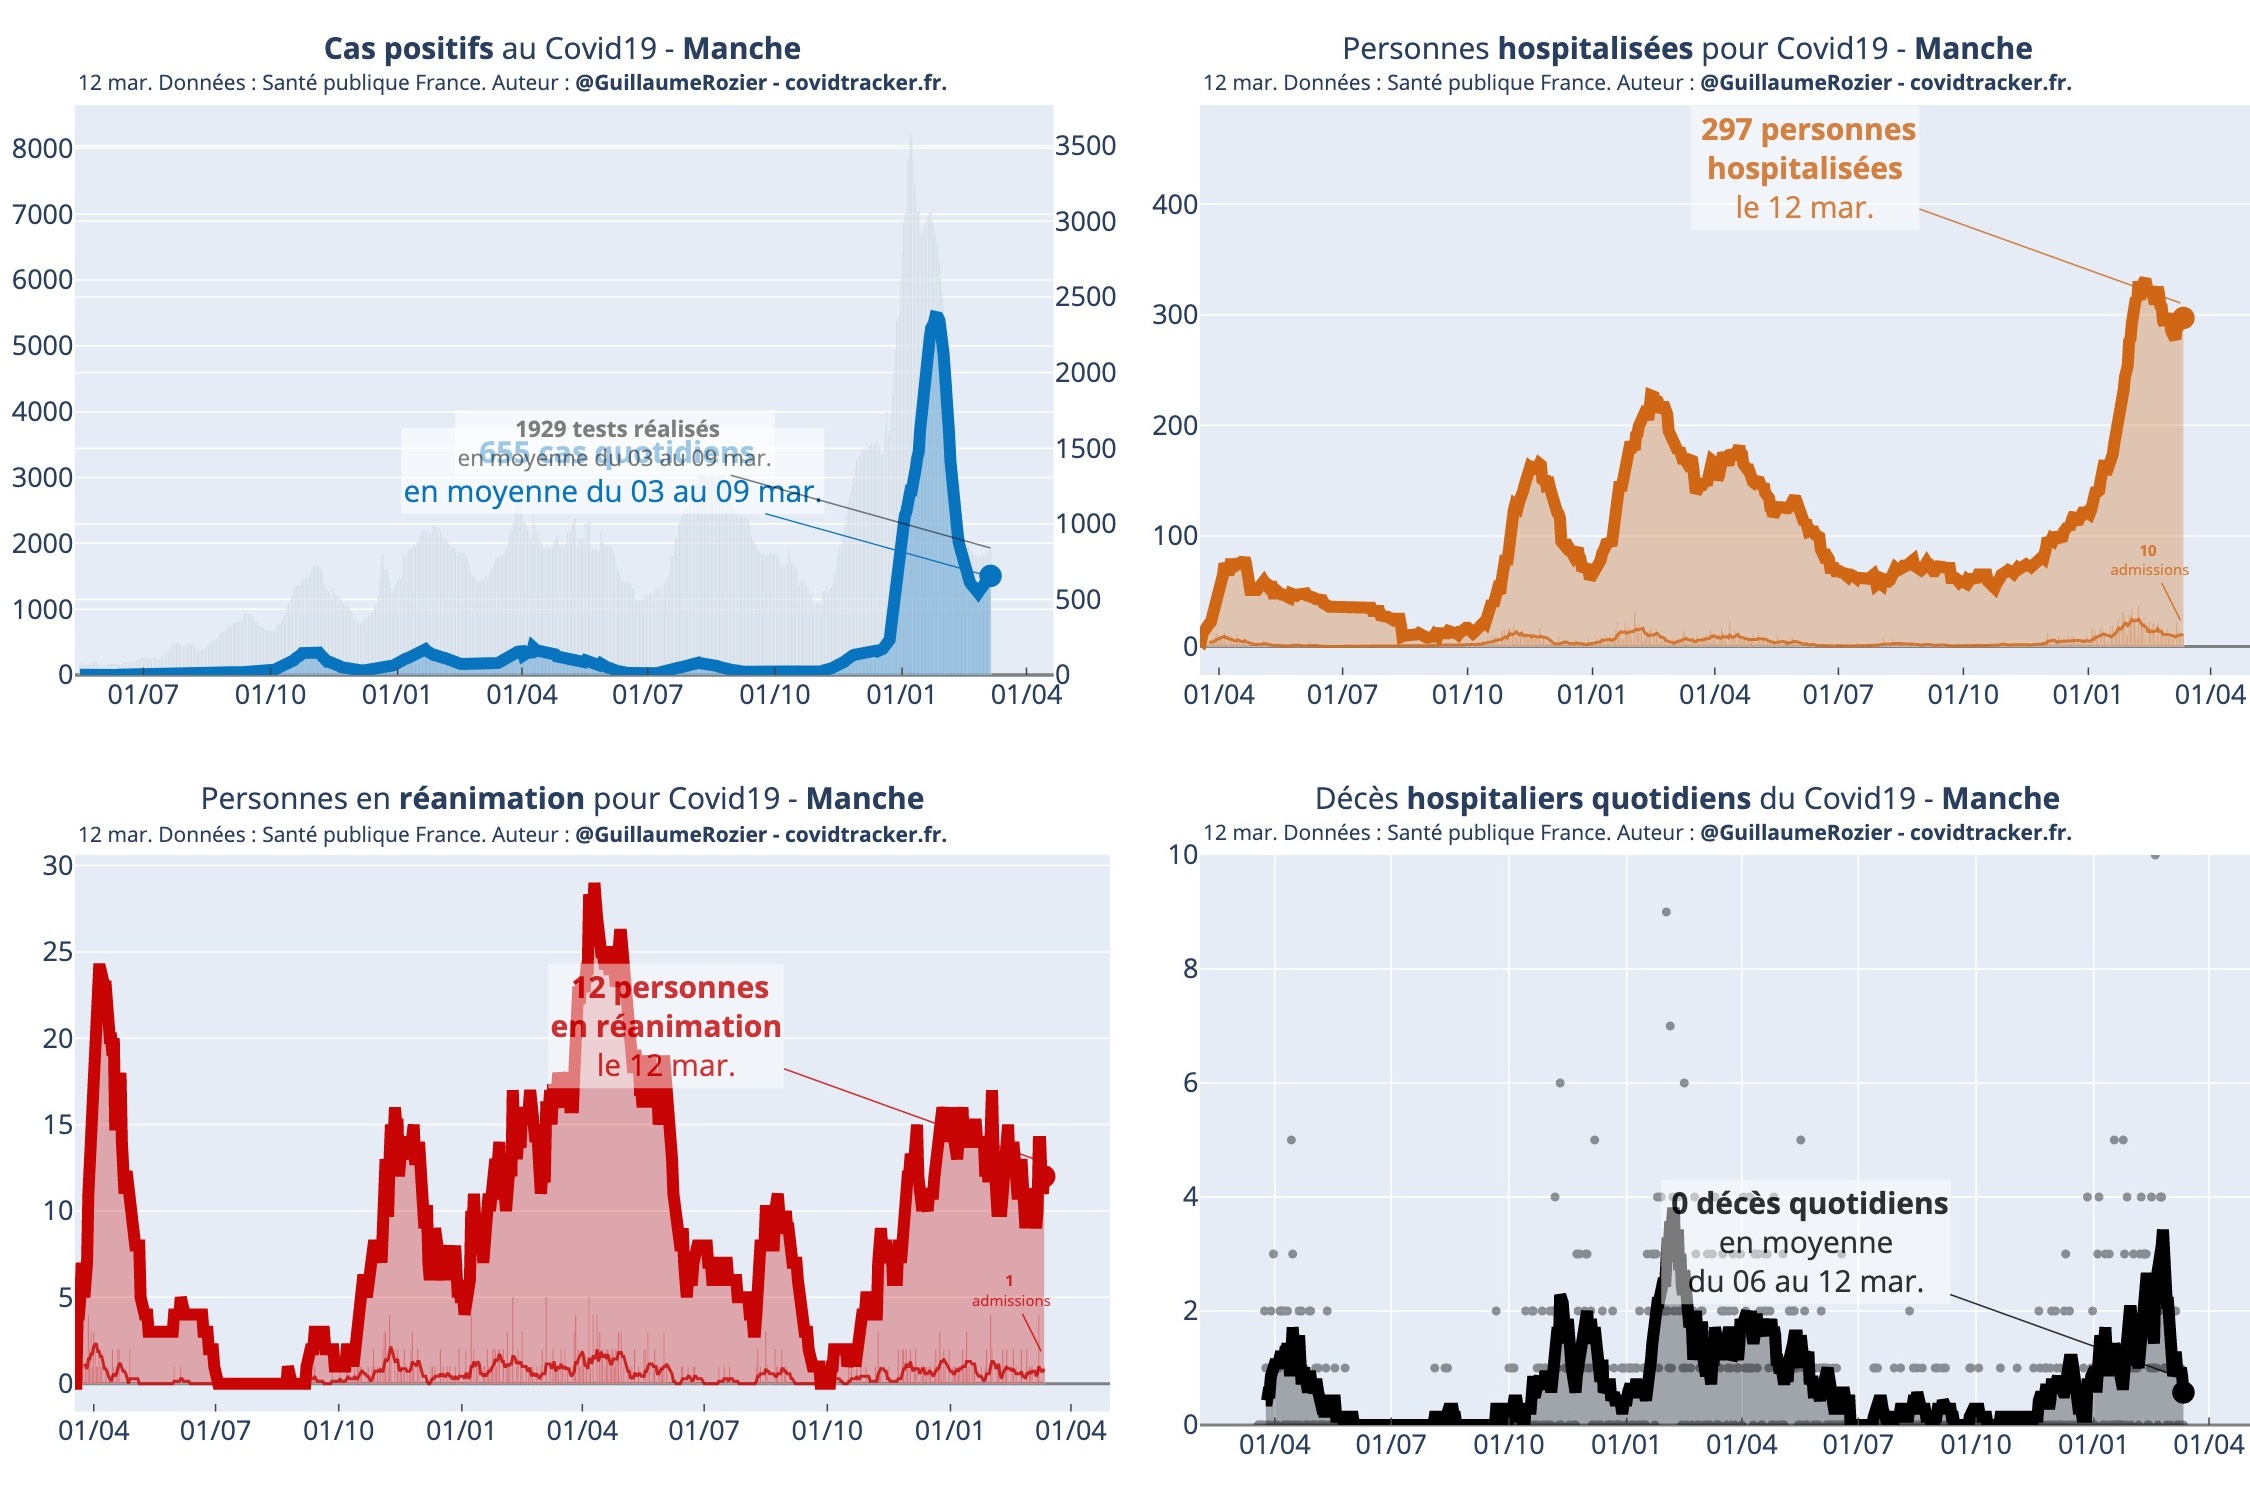 Cas positifs au Covid19 - Manche
12 mar. Données : Santé publique France. Auteur : @GuillaumeRozier - covidtracker.fr.
8000
7000
6000
5000
4000
3000
2000
1000
0
3500
3000
2500
2000
1500
1000
500
0
1929 tests réalisés
en moyenne du 03 au 09 mar.
655 cas quotidiens
en moyenne du 03 au 09 mar.
01/07 01/10 01/01 01/04 01/07 01/10 01/01 01/04
Personnes hospitalisées pour Covid19 - Manche
12 mar. Données : Santé publique France. Auteur : @GuillaumeRozier - covidtracker.fr.
297 personnes
hospitalisées
le 12 mar.
400
300
200
100
0
10
admissions
01/04 01/07 01/10 01/01 01/04 01/07 01/10 01/01 01/04
Personnes en réanimation pour Covid19 - Manche
12 mar. Données : Santé publique France. Auteur : @GuillaumeRozier - covidtracker.fr.
30
25
20
15
10
5
0
12 personnes
en réanimation
le 12 mar.
1
admissions
01/04 01/07 01/10 01/01 01/04 01/07 01/10 01/01 01/04
Décès hospitaliers quotidiens du Covid19 - Manche
12 mar. Données : Santé publique France. Auteur : @GuillaumeRozier - covidtracker.fr.
10
8
6
4
2
0
0 décès quotidiens
en moyenne
du 06 au 12 mar.
01/04 01/07 01/10 01/01 01/04 01/07 01/10 01/01 01/04